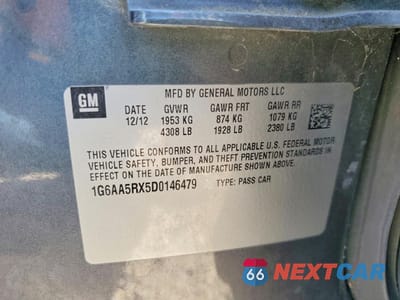 GM
MFD BY GENERAL MOTORS LLC
DATE GVWR GAWR FRT GAWR RR
12/12 1953 KG 874 KG 1079 KG
4308 LB 1928 LB 2380 LB
THIS VEHICLE CONFORMS TO ALL APPLICABLE U.S. FEDERAL MOTOR
VEHICLE SAFETY, BUMPER, AND THEFT PREVENTION STANDARDS IN
EFFECT ON THE DATE OF MANUFACTURE SHOWN ABOVE.
1G6AA5RX5D0146479 TYPE: PASS CAR
66 NEXTCAR